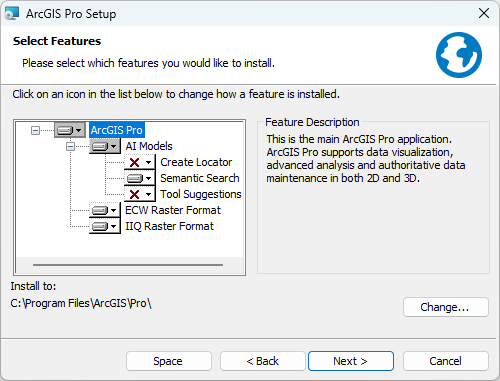 ArcGIS Pro Setup
Select Features
Please select which features you would like to install.
Click on an icon in the list below to change how a feature is installed.
ArcGIS Pro
AI Models
Create Locator
Semantic Search
Tool Suggestions
ECW Raster Format
IIQ Raster Format
Feature Description
This is the main ArcGIS Pro application.
ArcGIS Pro supports data visualization,
advanced analysis and authoritative data
maintenance in both 2D and 3D.
Install to:
C:\Program Files\ArcGIS\Pro\
Change...
Space
< Back
Next >
Cancel